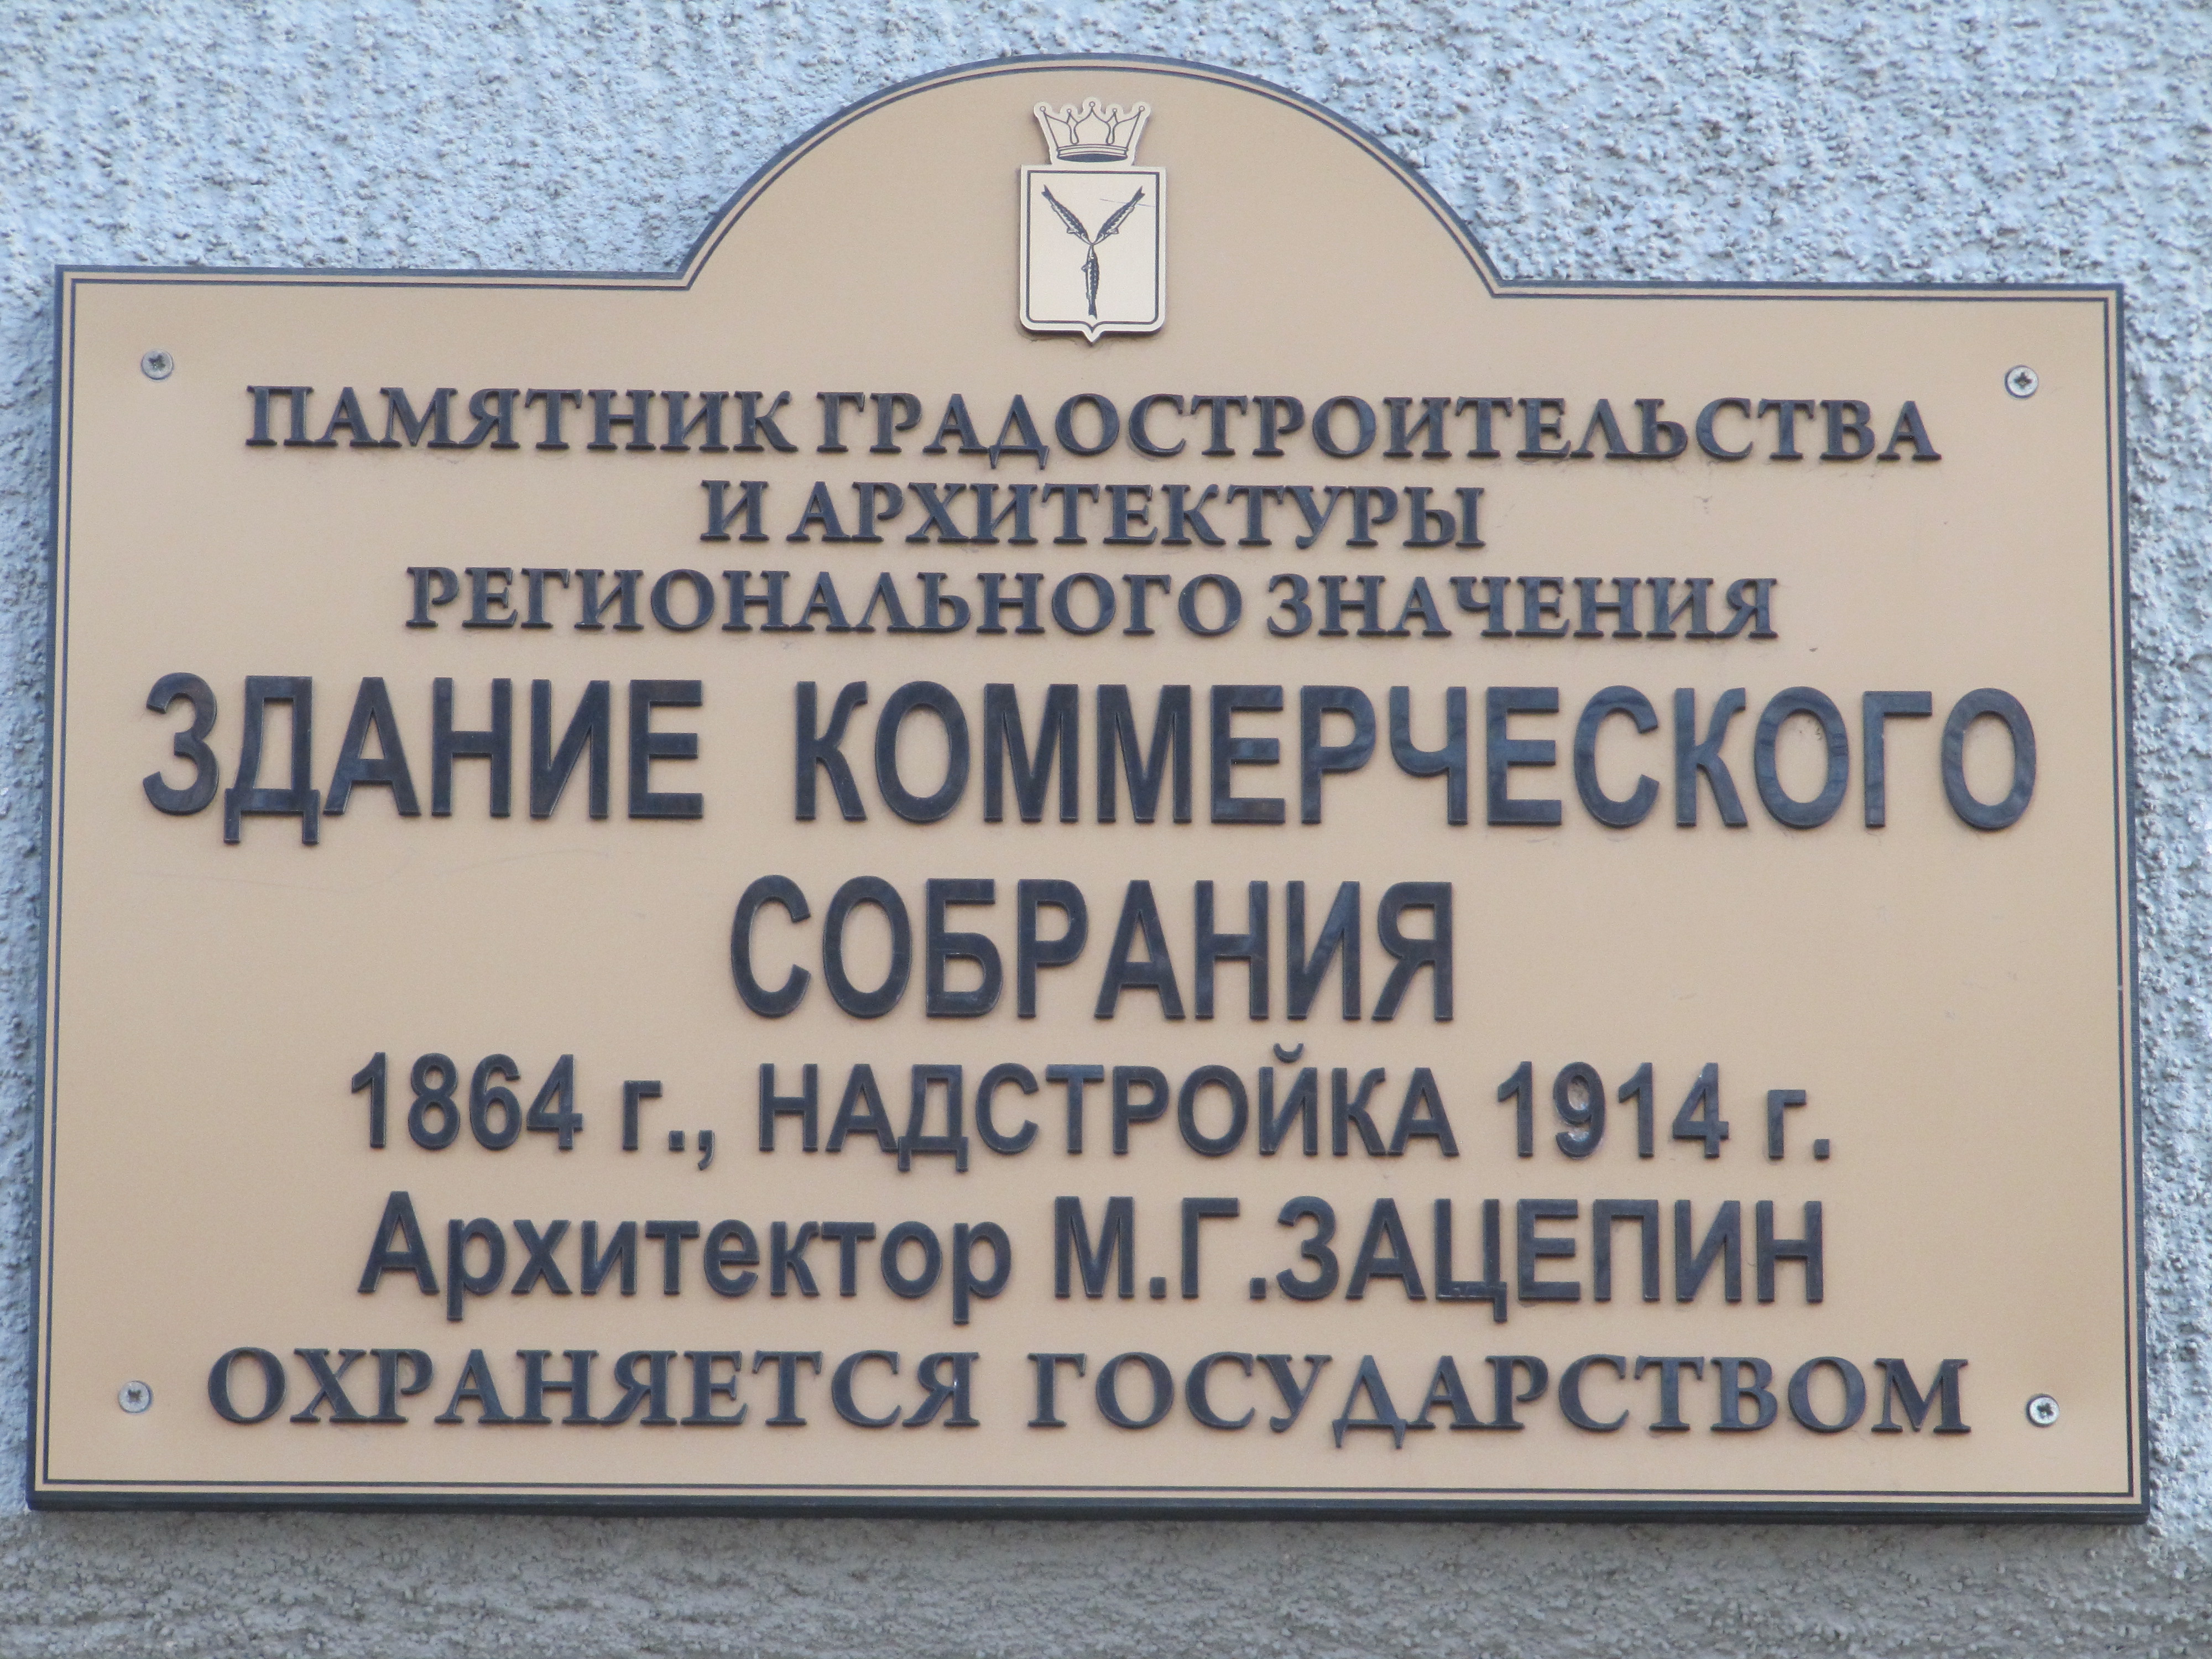 ПАМЯТНИК ГРАДОСТРОИТЕЛЬСТВА
И АРХИТЕКТУРЫ
РЕГИОНАЛЬНОГО ЗНАЧЕНИЯ
ЗДАНИЕ КОММЕРЧЕСКОГО
СОБРАНИЯ
1864 г., НАДСТРОЙКА 1914 г.
Архитектор М.Г.ЗАЦЕПИН
ОХРАНЯЕТСЯ ГОСУДАРСТВОМ